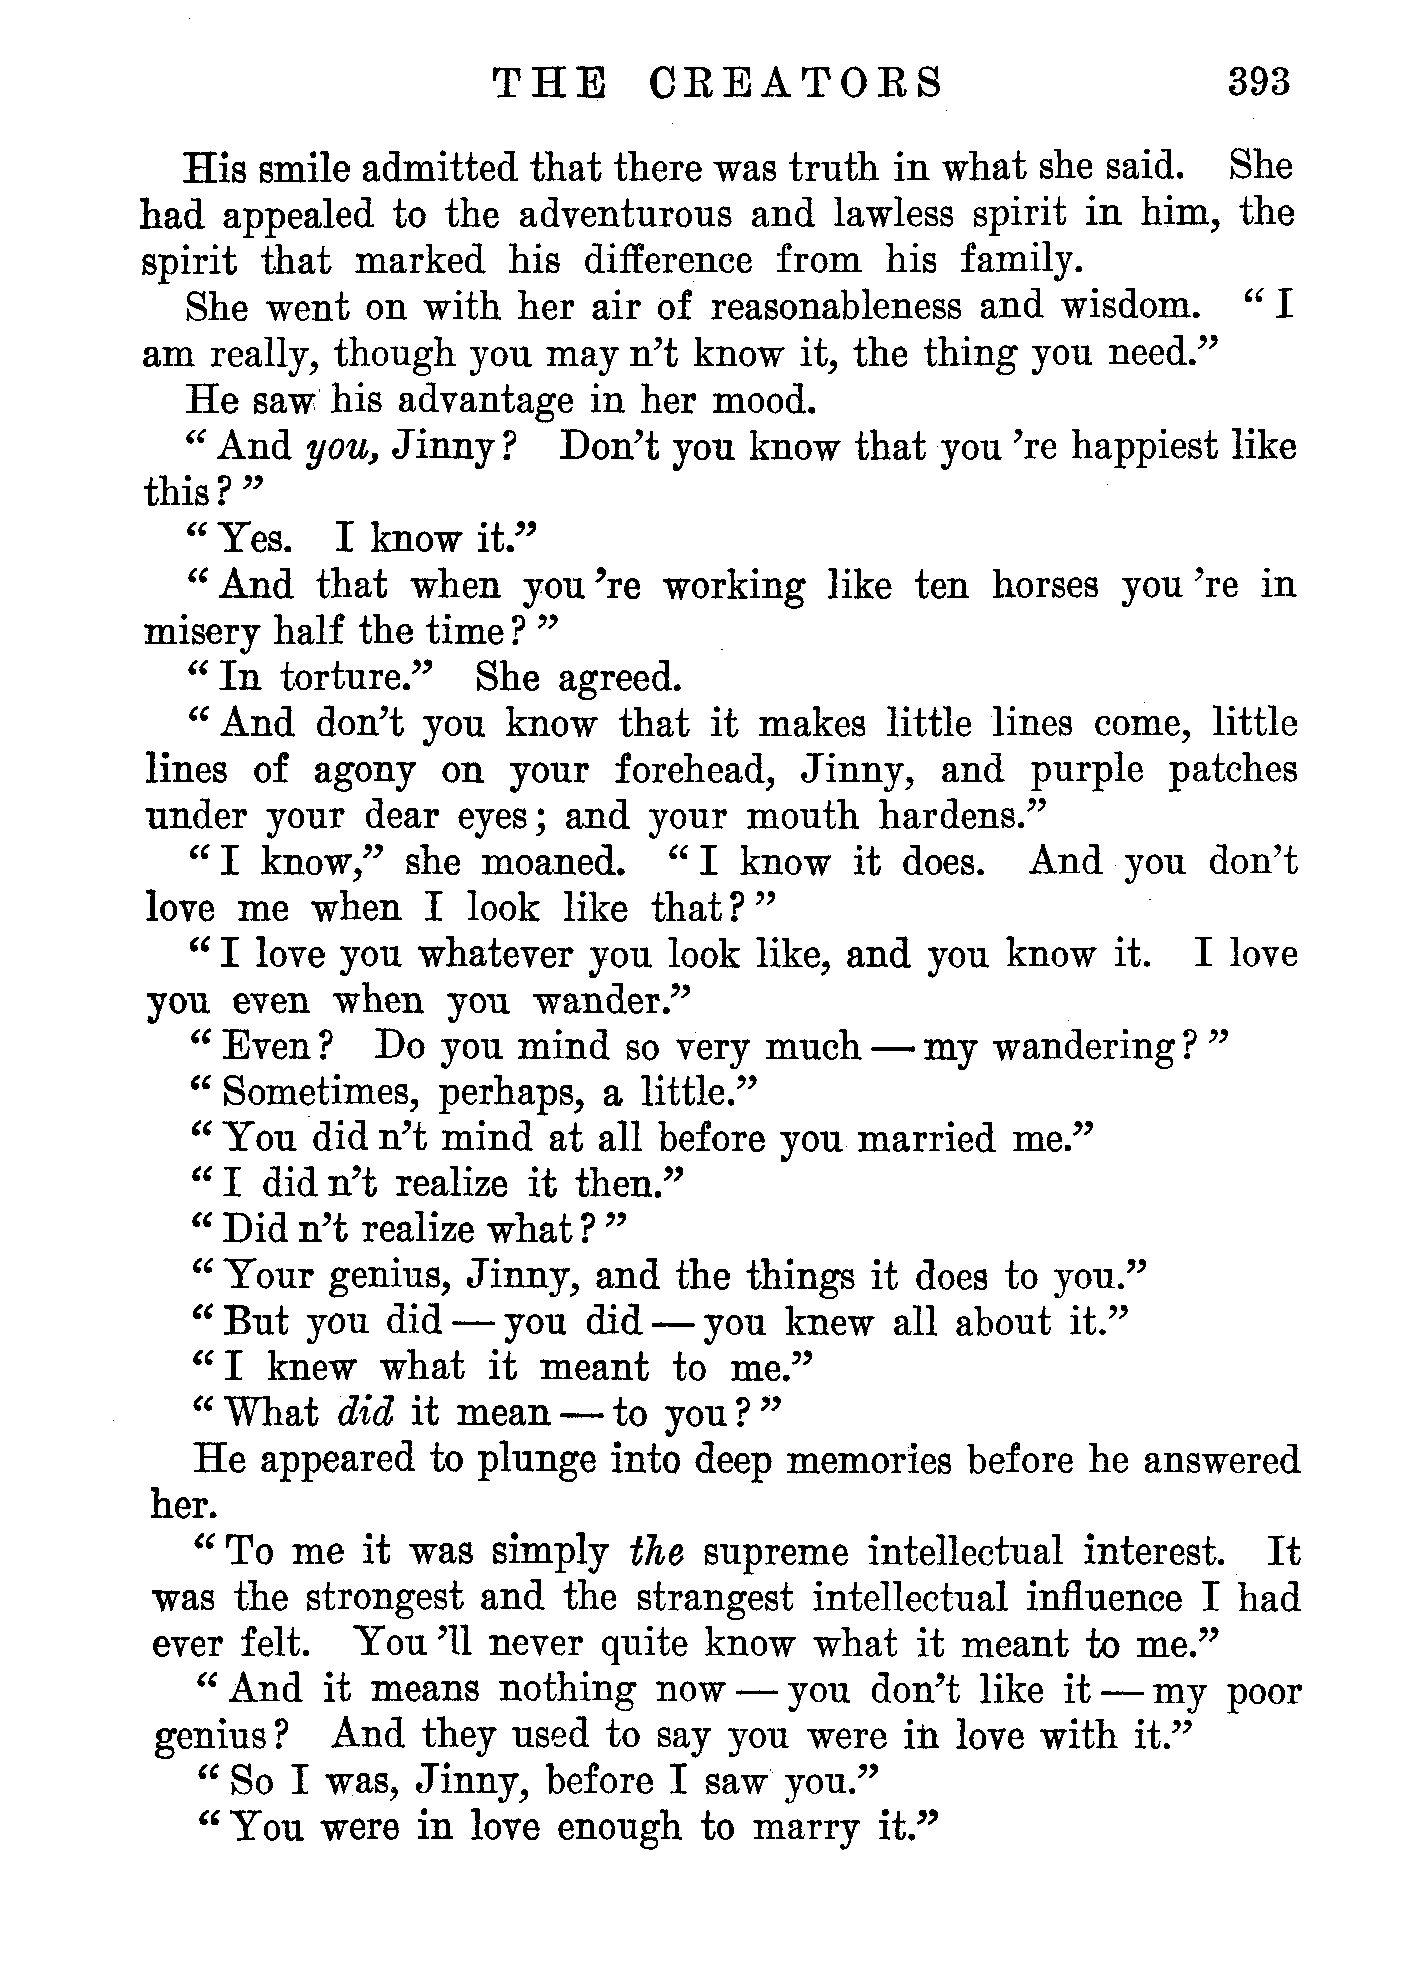 THE CREATORS 393
His smile admitted that there was truth in what she said. She
had appealed to the adventurous and lawless spirit in him, the
spirit that marked his difference from his family.
She went on with her air of reasonableness and wisdom. “ I
am really, though you may n’t know it, the thing you need.”
He saw his advantage in her mood.
“ And you, Jinny? Don’t you know that you ’re happiest like
this? ”
“ Yes. I know it.”
“ And that when you ’re working like ten horses you ’re in
misery half the time? ”
“ In torture.” She agreed.
“ And don’t you know that it makes little lines come, little
lines of agony on your forehead, Jinny, and purple patches
under your dear eyes; and your mouth hardens.”
“ I know,” she moaned. “ I know it does. And you don’t
love me when I look like that? ”
“ I love you whatever you look like, and you know it. I love
you even when you wander.”
“ Even? Do you mind so very much — my wandering? ”
“ Sometimes, perhaps, a little.”
“ You did n’t mind at all before you married me.”
“ I did n’t realize it then.”
“ Did n’t realize what? ”
“ Your genius, Jinny, and the things it does to you.”
“ But you did — you did — you knew all about it.”
“ I knew what it meant to me.”
“ What did it mean — to you? ”
He appeared to plunge into deep memories before he answered
her.
“ To me it was simply the supreme intellectual interest. It
was the strongest and the strangest intellectual influence I had
ever felt. You ’ll never quite know what it meant to me.”
“ And it means nothing now — you don’t like it — my poor
genius? And they used to say you were in love with it.”
“ So I was, Jinny, before I saw you.”
“ You were in love enough to marry it.”